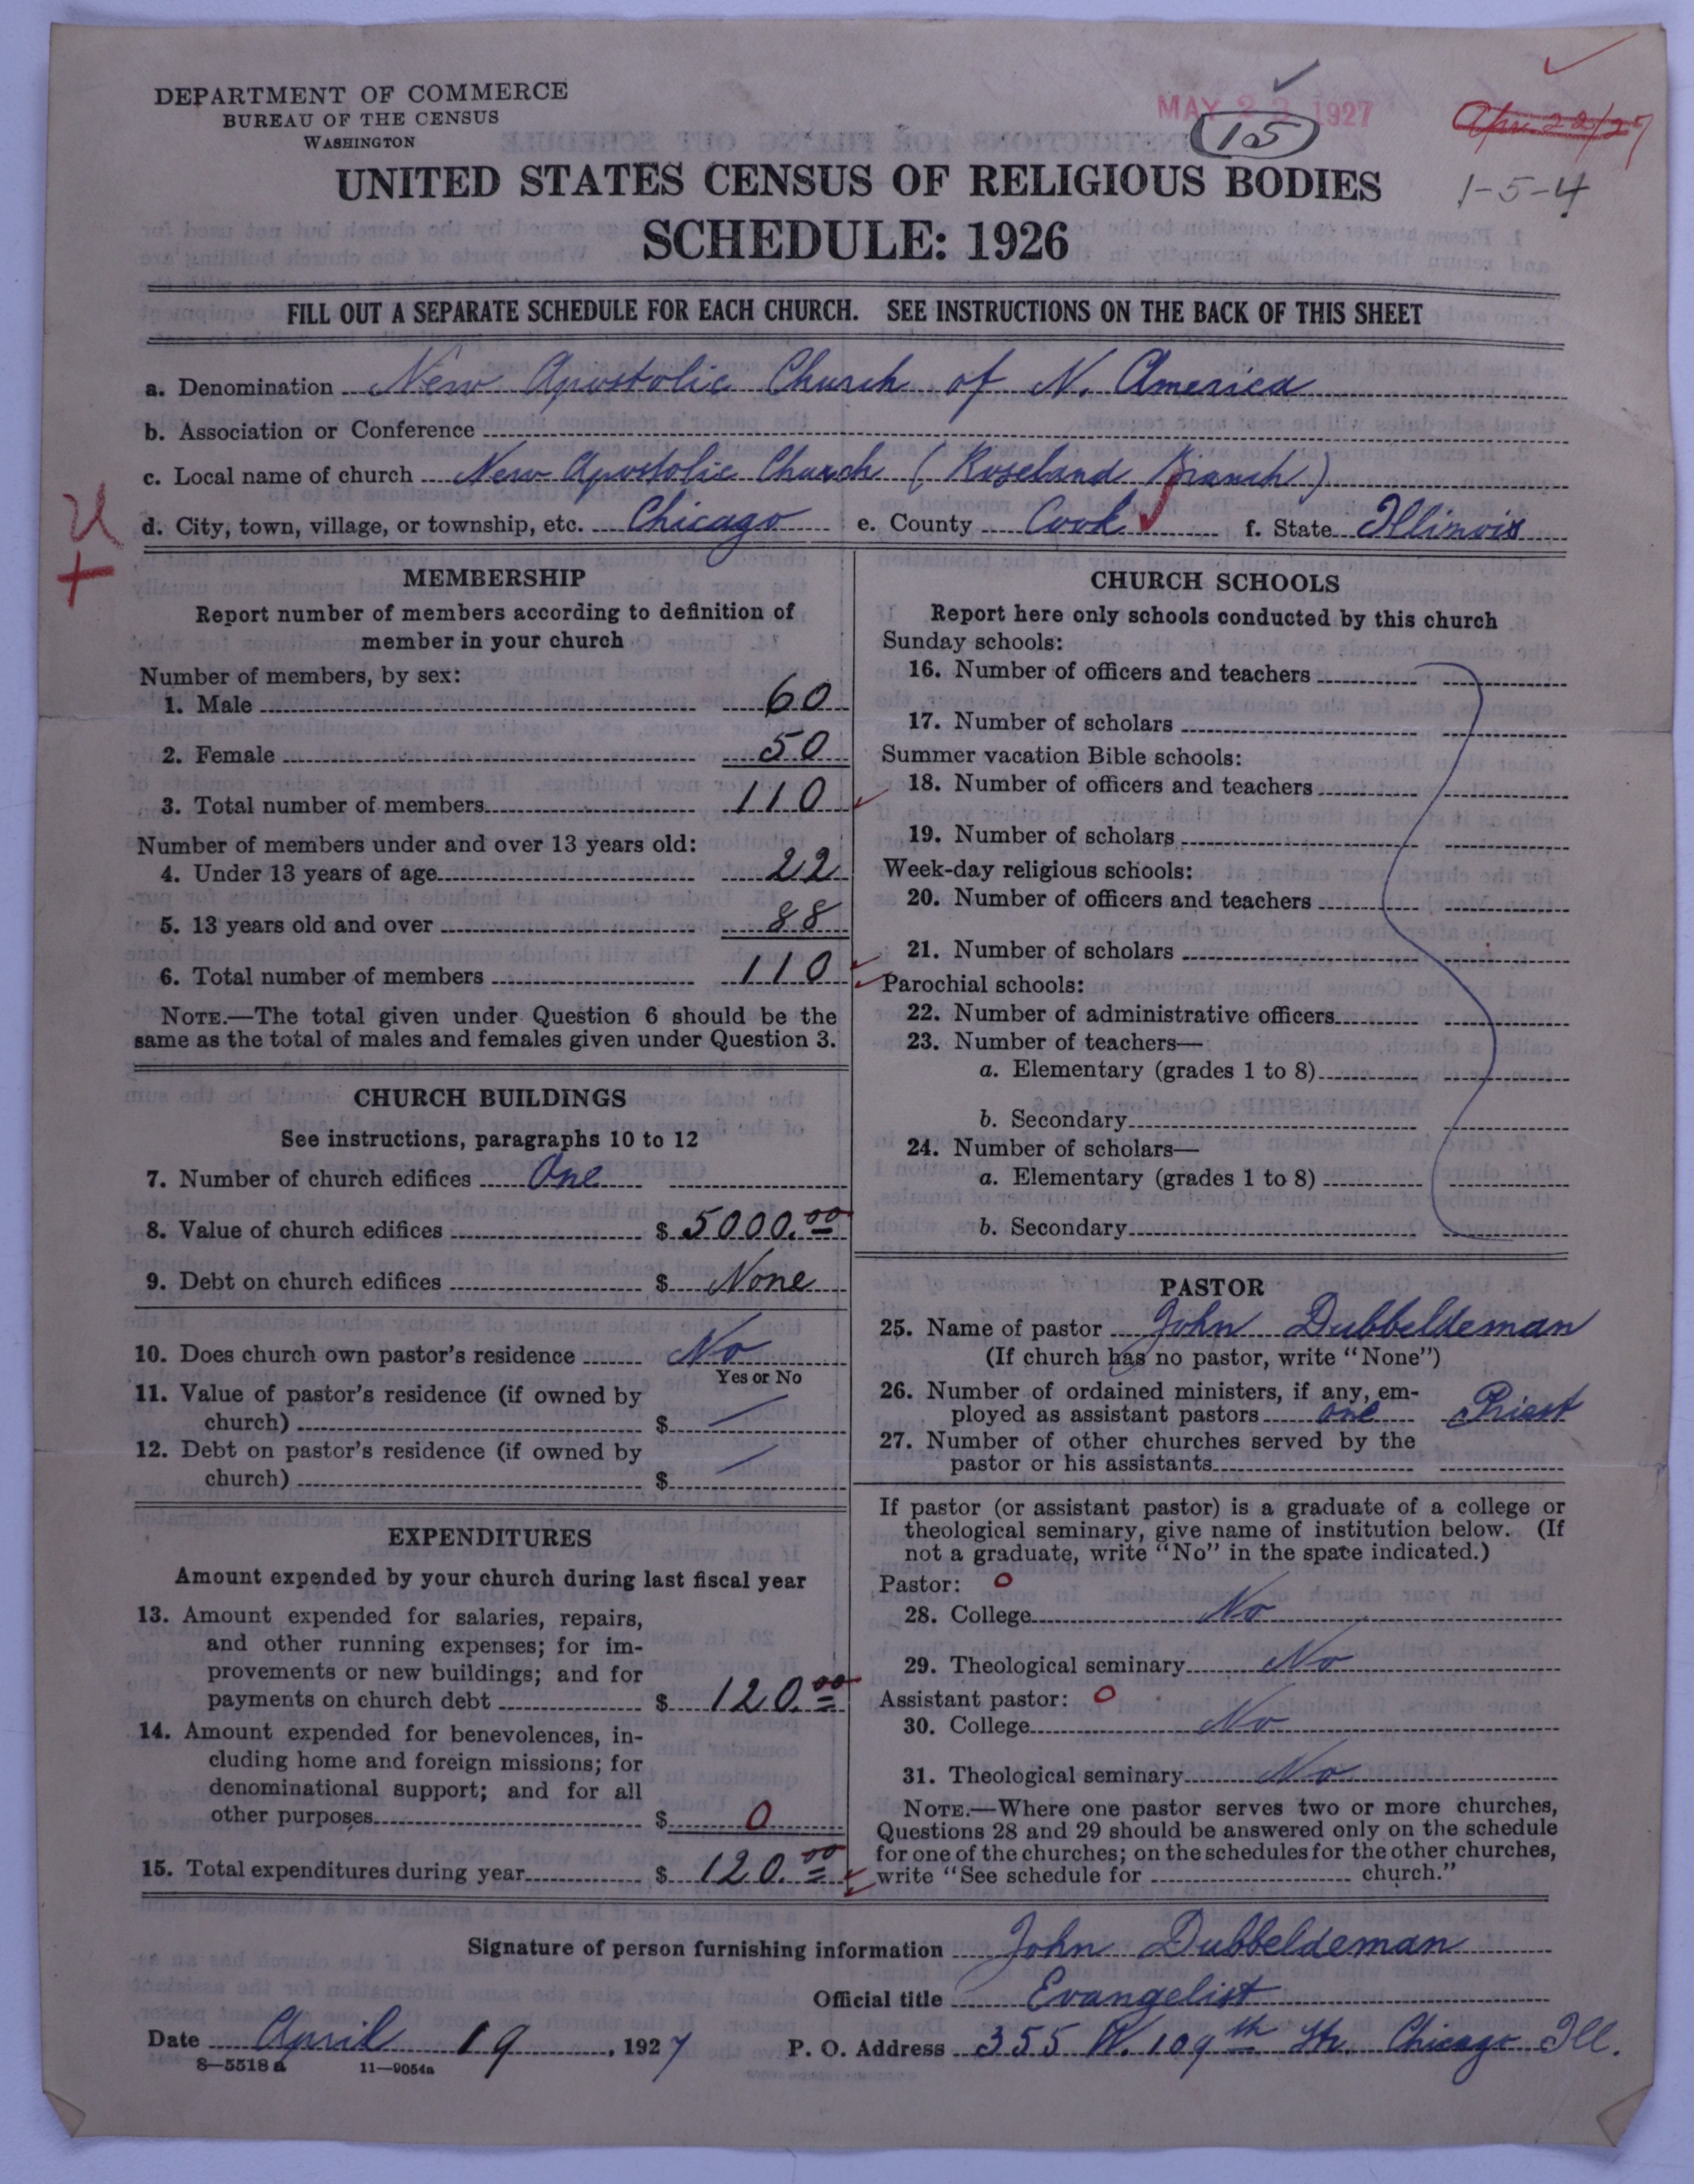 DEPARTMENT OF COMMERCE
BUREAU OF THE CENSUS
WASHINGTON
MAY 23 1927
15
Apr. 22/27
1-5-4
UNITED STATES CENSUS OF RELIGIOUS BODIES
SCHEDULE: 1926
FILL OUT A SEPARATE SCHEDULE FOR EACH CHURCH. SEE INSTRUCTIONS ON THE BACK OF THIS SHEET
a. Denomination New Apostolic Church of N. America
b. Association or Conference
c. Local name of church New Apostolic Church (Roseland Branch)
d. City, town, village, or township, etc. Chicago e. County Cook f. State Illinois
MEMBERSHIP
Report number of members according to definition of
member in your church
Number of members, by sex:
1. Male 60
2. Female 50
3. Total number of members 110
Number of members under and over 13 years old:
4. Under 13 years of age 22
5. 13 years old and over 88
6. Total number of members 110
NOTE.—The total given under Question 6 should be the
same as the total of males and females given under Question 3.
CHURCH BUILDINGS
See instructions, paragraphs 10 to 12
7. Number of church edifices One
8. Value of church edifices $ 5000.00
9. Debt on church edifices $ None
10. Does church own pastor's residence No
Yes or No
11. Value of pastor's residence (if owned by
church) $ —
12. Debt on pastor's residence (if owned by
church) $ —
EXPENDITURES
Amount expended by your church during last fiscal year
13. Amount expended for salaries, repairs,
and other running expenses; for im-
provements or new buildings; and for
payments on church debt $ 120.00
14. Amount expended for benevolences, in-
cluding home and foreign missions; for
denominational support; and for all
other purposes $ 0
15. Total expenditures during year $ 120.00
CHURCH SCHOOLS
Report here only schools conducted by this church
Sunday schools:
16. Number of officers and teachers
17. Number of scholars
Summer vacation Bible schools:
18. Number of officers and teachers
19. Number of scholars
Week-day religious schools:
20. Number of officers and teachers
21. Number of scholars
Parochial schools:
22. Number of administrative officers
23. Number of teachers—
a. Elementary (grades 1 to 8)
b. Secondary
24. Number of scholars—
a. Elementary (grades 1 to 8)
b. Secondary
PASTOR
25. Name of pastor John Dubbeldeman
(If church has no pastor, write "None")
26. Number of ordained ministers, if any, em-
ployed as assistant pastors one Priest
27. Number of other churches served by the
pastor or his assistants
If pastor (or assistant pastor) is a graduate of a college or
theological seminary, give name of institution below. (If
not a graduate, write "No" in the space indicated.)
Pastor: 0
28. College No
29. Theological seminary No
Assistant pastor: 0
30. College No
31. Theological seminary No
NOTE.—Where one pastor serves two or more churches,
Questions 28 and 29 should be answered only on the schedule
for one of the churches; on the schedules for the other churches,
write "See schedule for church."
Signature of person furnishing information John Dubbeldeman
Official title Evangelist
Date April 19, 1927 P. O. Address 355 W. 109th St. Chicago Ill.
8—5518a 11—9054a